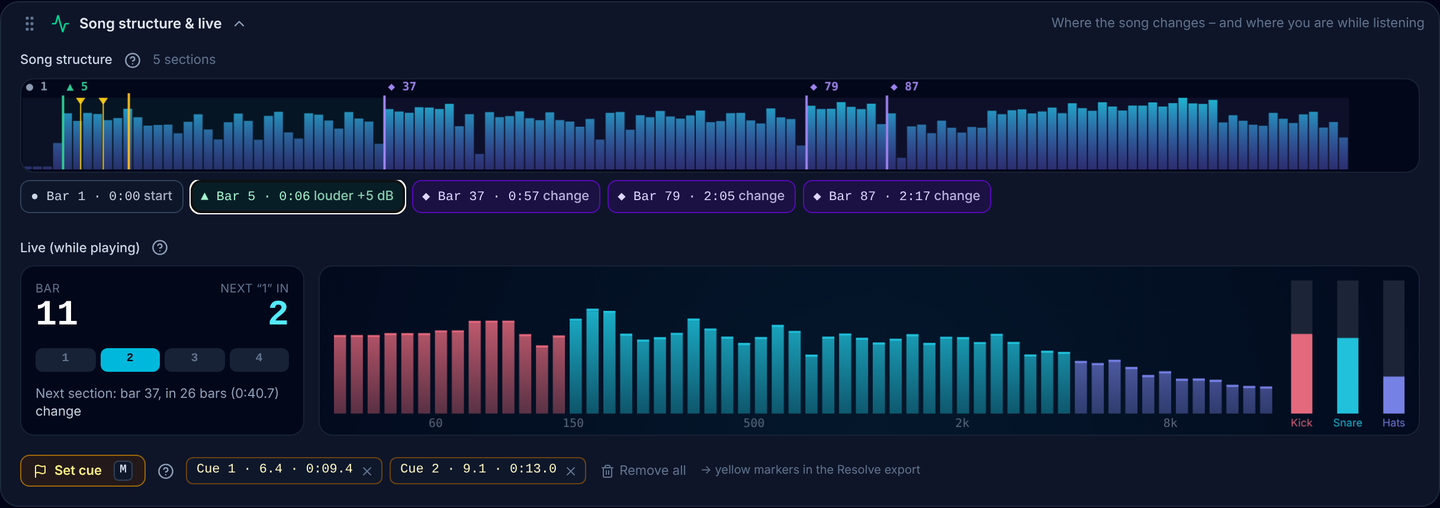 Song structure & live
Where the song changes – and where you are while listening
Song structure ? 5 sections
● 1 ▲ 5 ◆ 37 ◆ 79 ◆ 87
● Bar 1 · 0:00 start
▲ Bar 5 · 0:06 louder +5 dB
◆ Bar 37 · 0:57 change
◆ Bar 79 · 2:05 change
◆ Bar 87 · 2:17 change
Live (while playing) ?
BAR
NEXT “1” IN
11
2
1 2 3 4
Next section: bar 37, in 26 bars (0:40.7)
change
60 150 500 2k 8k
Kick Snare Hats
Set cue M ?
Cue 1 · 6.4 · 0:09.4 ×
Cue 2 · 9.1 · 0:13.0 ×
Remove all
→ yellow markers in the Resolve export